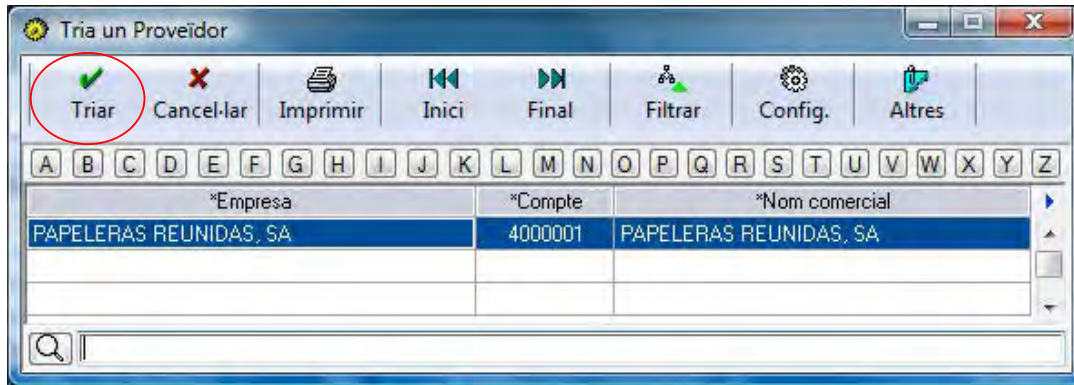 Tria un Proveïdor
Triar Cancel·lar Imprimir Inici Final Filtrar Config. Altres
A B C D E F G H I J K L M N O P Q R S T U V W X Y Z
*Empresa *Compte *Nom comercial
PAPELERAS REUNIDAS, SA 4000001 PAPELERAS REUNIDAS, SA